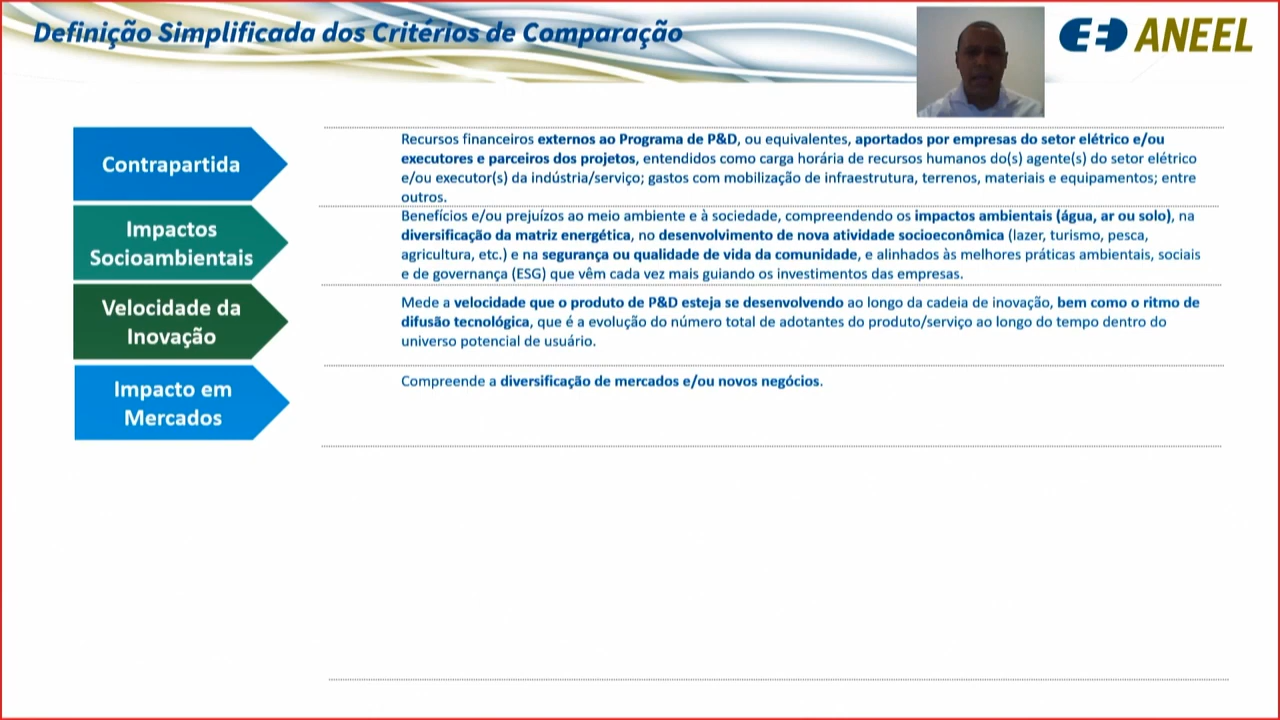 Definição Simplificada dos Critérios de Comparação
ANEEL
Contrapartida
Recursos financeiros externos ao Programa de P&D, ou equivalentes, aportados por empresas do setor elétrico e/ou
executores e parceiros dos projetos, entendidos como carga horária de recursos humanos do(s) agente(s) do setor elétrico
e/ou executor(s) da indústria/serviço; gastos com mobilização de infraestrutura, terrenos, materiais e equipamentos; entre
outros.
Impactos
Socioambientais
Benefícios e/ou prejuízos ao meio ambiente e à sociedade, compreendendo os impactos ambientais (água, ar ou solo), na
diversificação da matriz energética, no desenvolvimento de nova atividade socioeconômica (lazer, turismo, pesca,
agricultura, etc.) e na segurança ou qualidade de vida da comunidade, e alinhados às melhores práticas ambientais, sociais
e de governança (ESG) que vêm cada vez mais guiando os investimentos das empresas.
Velocidade da
Inovação
Mede a velocidade que o produto de P&D esteja se desenvolvendo ao longo da cadeia de inovação, bem como o ritmo de
difusão tecnológica, que é a evolução do número total de adotantes do produto/serviço ao longo do tempo dentro do
universo potencial de usuário.
Impacto em
Mercados
Compreende a diversificação de mercados e/ou novos negócios.